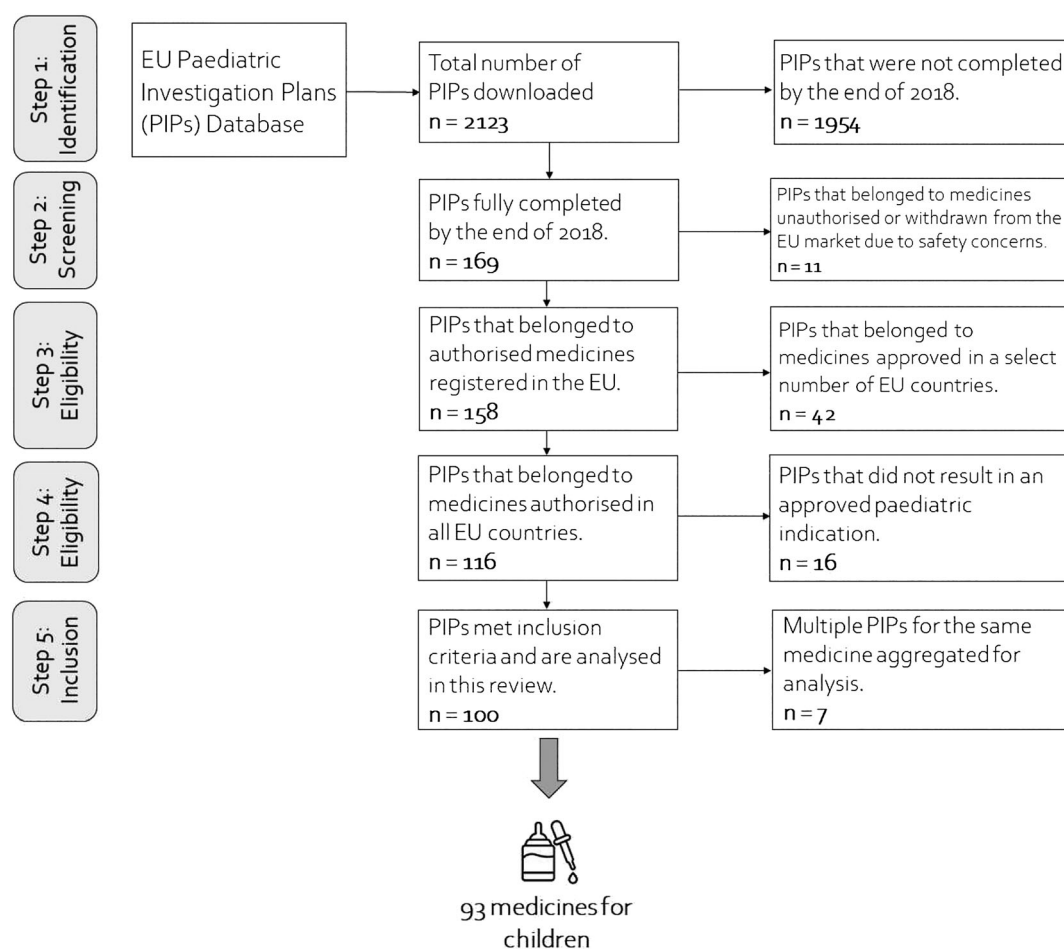 Step 1:
Identification
EU Paediatric
Investigation Plans
(PIPs) Database
Total number of
PIPs downloaded
n = 2123
PIPs that were not completed
by the end of 2018.
n = 1954
Step 2:
Screening
PIPs fully completed
by the end of 2018.
n = 169
PIPs that belonged to medicines
unauthorised or withdrawn from the
EU market due to safety concerns.
n = 11
Step 3:
Eligibility
PIPs that belonged to
authorised medicines
registered in the EU.
n = 158
PIPs that belonged to
medicines approved in a select
number of EU countries.
n = 42
Step 4:
Eligibility
PIPs that belonged to
medicines authorised in
all EU countries.
n = 116
PIPs that did not result in an
approved paediatric
indication.
n = 16
Step 5:
Inclusion
PIPs met inclusion
criteria and are analysed
in this review.
n = 100
Multiple PIPs for the same
medicine aggregated for
analysis.
n = 7
93 medicines for
children